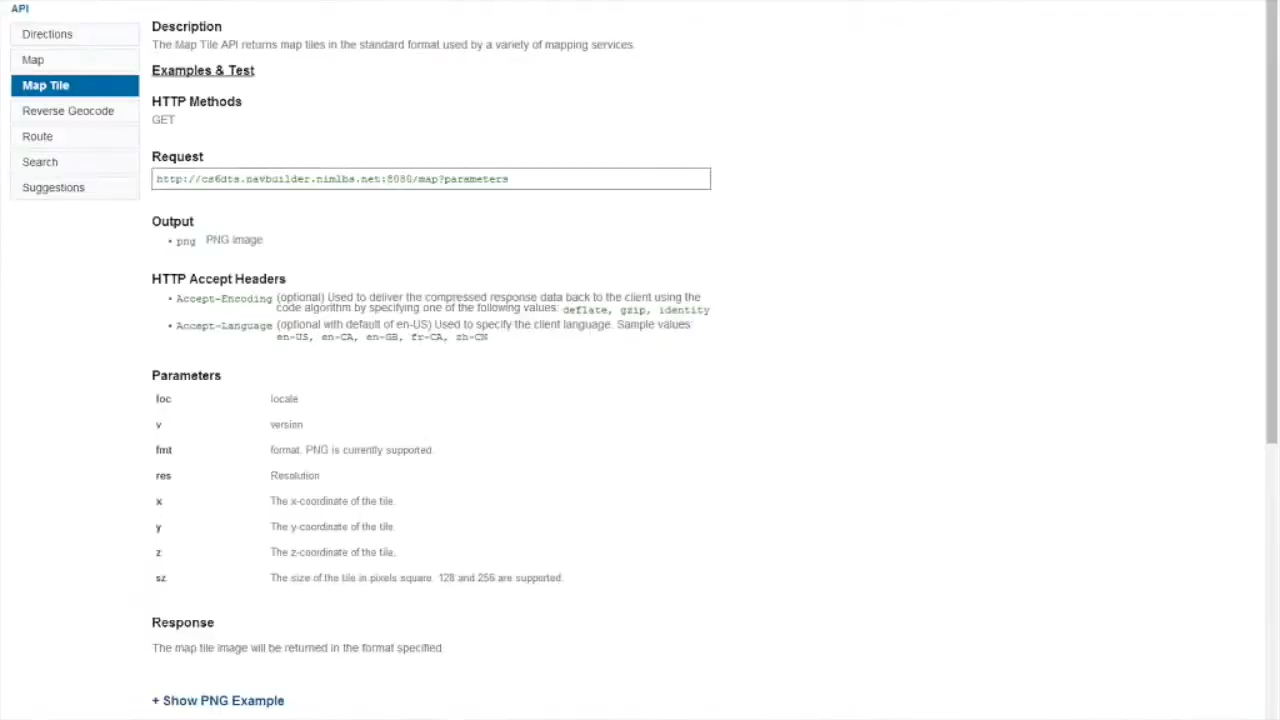 API
Directions
Map
Map Tile
Reverse Geocode
Route
Search
Suggestions
Description
The Map Tile API returns map tiles in the standard format used by a variety of mapping services.
Examples & Test
HTTP Methods
GET
Request
http://cs6dts.navbuilder.nimlbs.net:8080/map?parameters
Output
• png PNG image
HTTP Accept Headers
• Accept-Encoding (optional) Used to deliver the compressed response data back to the client using the
code algorithm by specifying one of the following values: deflate, gzip, identity
• Accept-Language (optional with default of en-US) Used to specify the client language. Sample values:
en-US, en-CA, en-GB, fr-CA, zh-CN
Parameters
loc locale
v version
fmt format. PNG is currently supported.
res Resolution
x The x-coordinate of the tile.
y The y-coordinate of the tile.
z The z-coordinate of the tile.
sz The size of the tile in pixels square. 128 and 256 are supported.
Response
The map tile image will be returned in the format specified
+ Show PNG Example